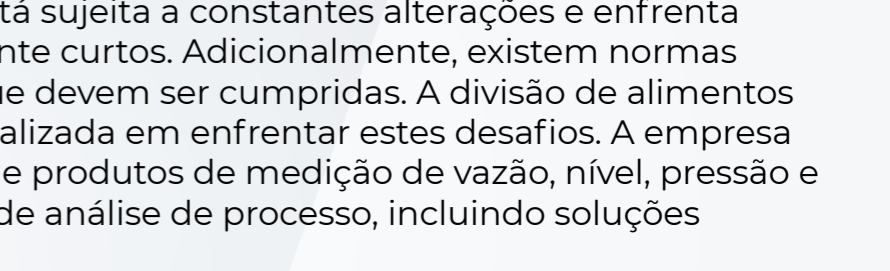 tá sujeita a constantes alterações e enfrenta
nte curtos. Adicionalmente, existem normas
ue devem ser cumpridas. A divisão de alimentos
alizada em enfrentar estes desafios. A empresa
e produtos de medição de vazão, nível, pressão e
de análise de processo, incluindo soluções